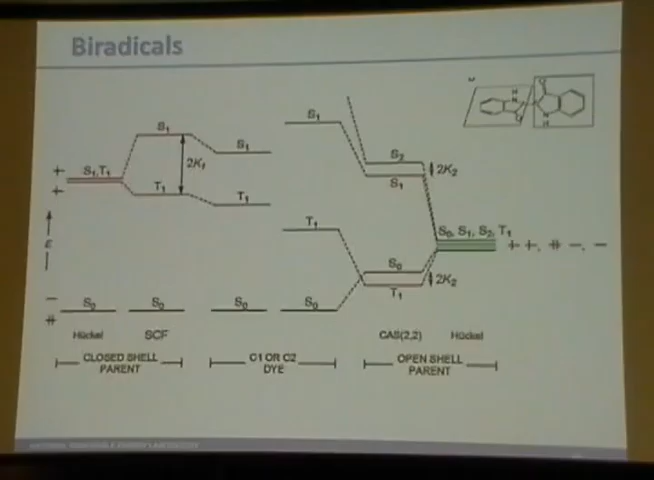 Biradicals
S₁
S₁
S₁,T₁
S₁
2K₁
S₂
2K₂
S₁
T₁
T₁
T₁
S₀, S₁, S₂, T₁
E
S₀
2K₂
T₁
S₀
S₀
S₀
S₀
Hückel
SCF
CAS(2,2)
Hückel
CLOSED SHELL
PARENT
C1 OR C2
DYE
OPEN SHELL
PARENT
H
N
O
O
N
H